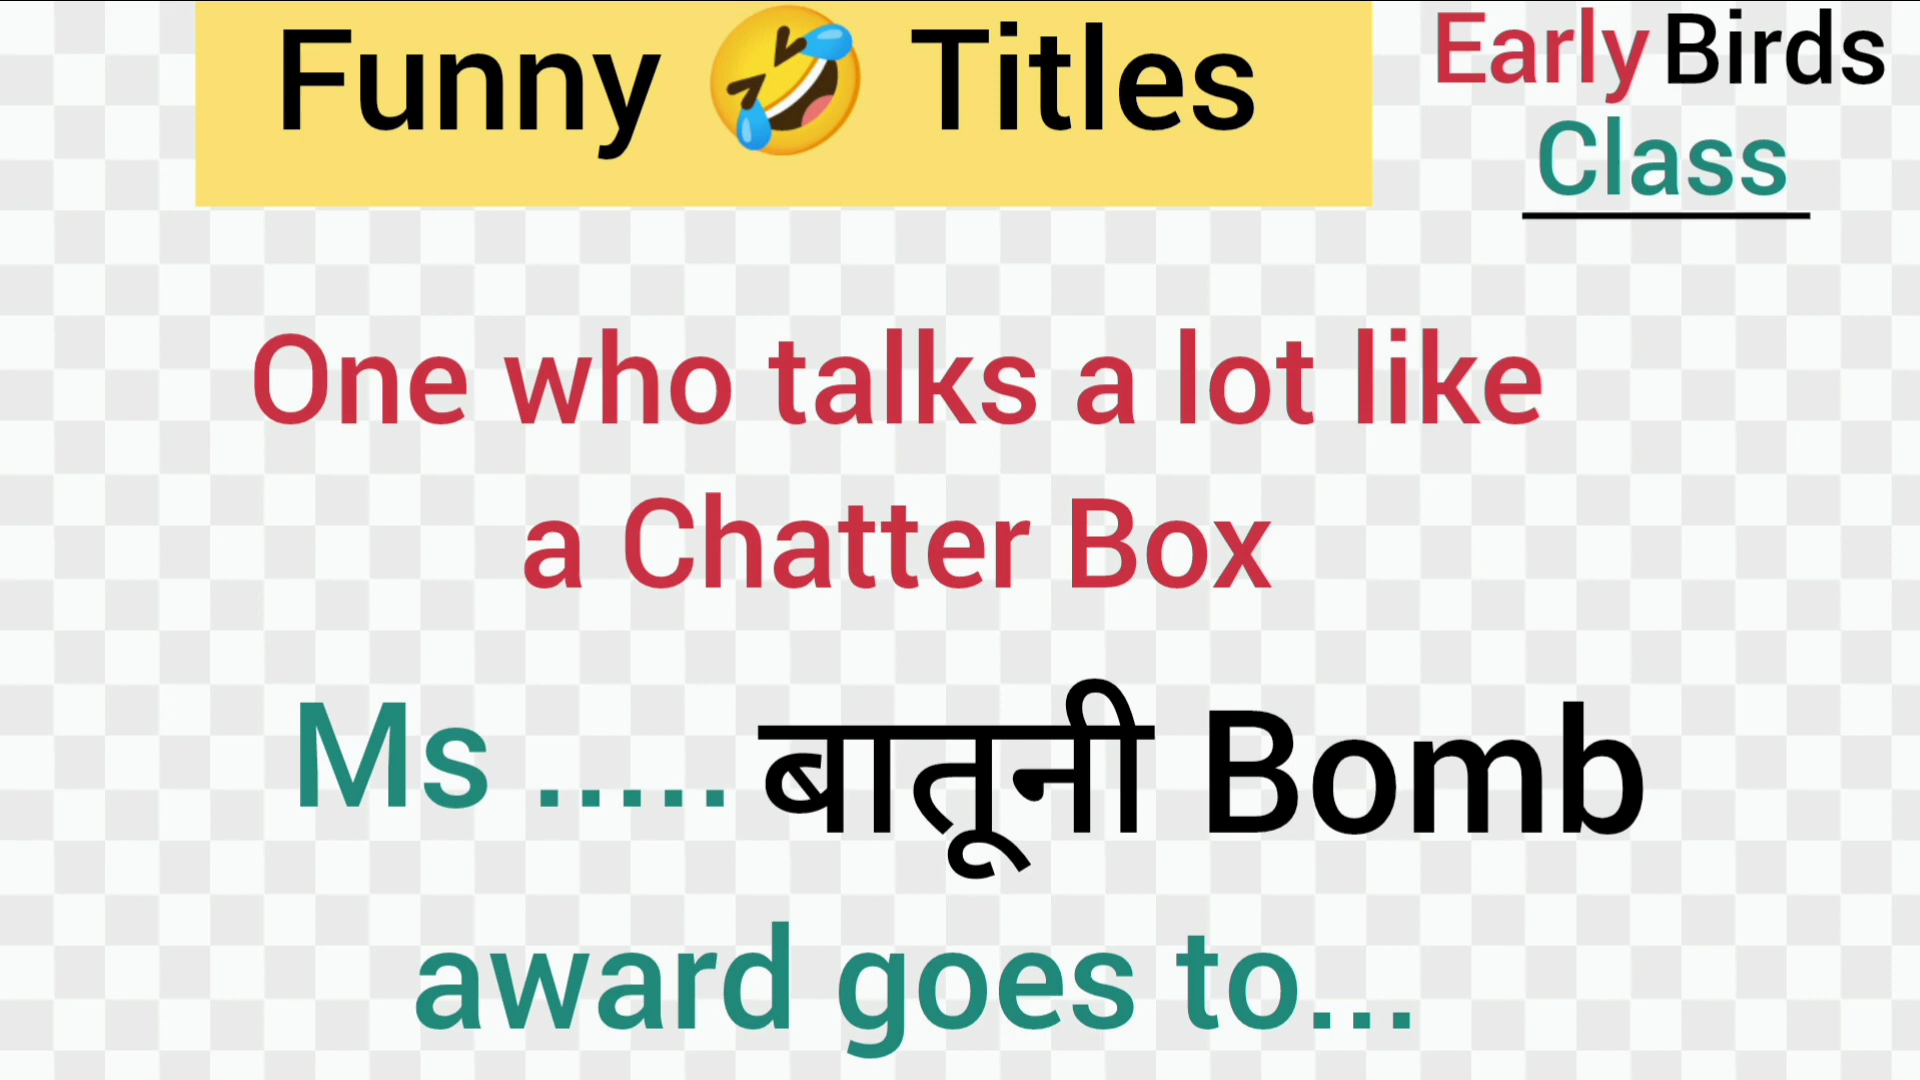 Funny 🤣 Titles
Early Birds
Class
One who talks a lot like
a Chatter Box
Ms ..... बातूनी Bomb
award goes to...